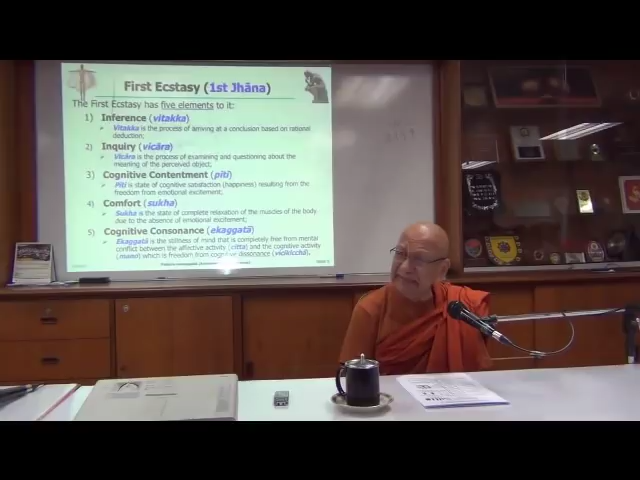 First Ecstasy (1st Jhāna)
The First Ecstasy has five elements to it:
1) Inference (vitakka)
Vitakka is the process of arriving at a conclusion based on rational
deduction;
2) Inquiry (vicāra)
Vicāra is the process of examining and questioning about the
meaning of the perceived object;
3) Cognitive Contentment (pīti)
Pīti is state of cognitive satisfaction (happiness) resulting from the
freedom from emotional excitement.
4) Comfort (sukha)
Sukha is the state of complete relaxation of the muscles of the body
due to the absence of emotional excitement;
5) Cognitive Consonance (ekaggatā)
Ekaggatā is the stillness of mind that is completely free from mental
conflict between the affective activity (citta) and the cognitive activity
(mano) which is freedom from cognitive dissonance (vicikicchā).